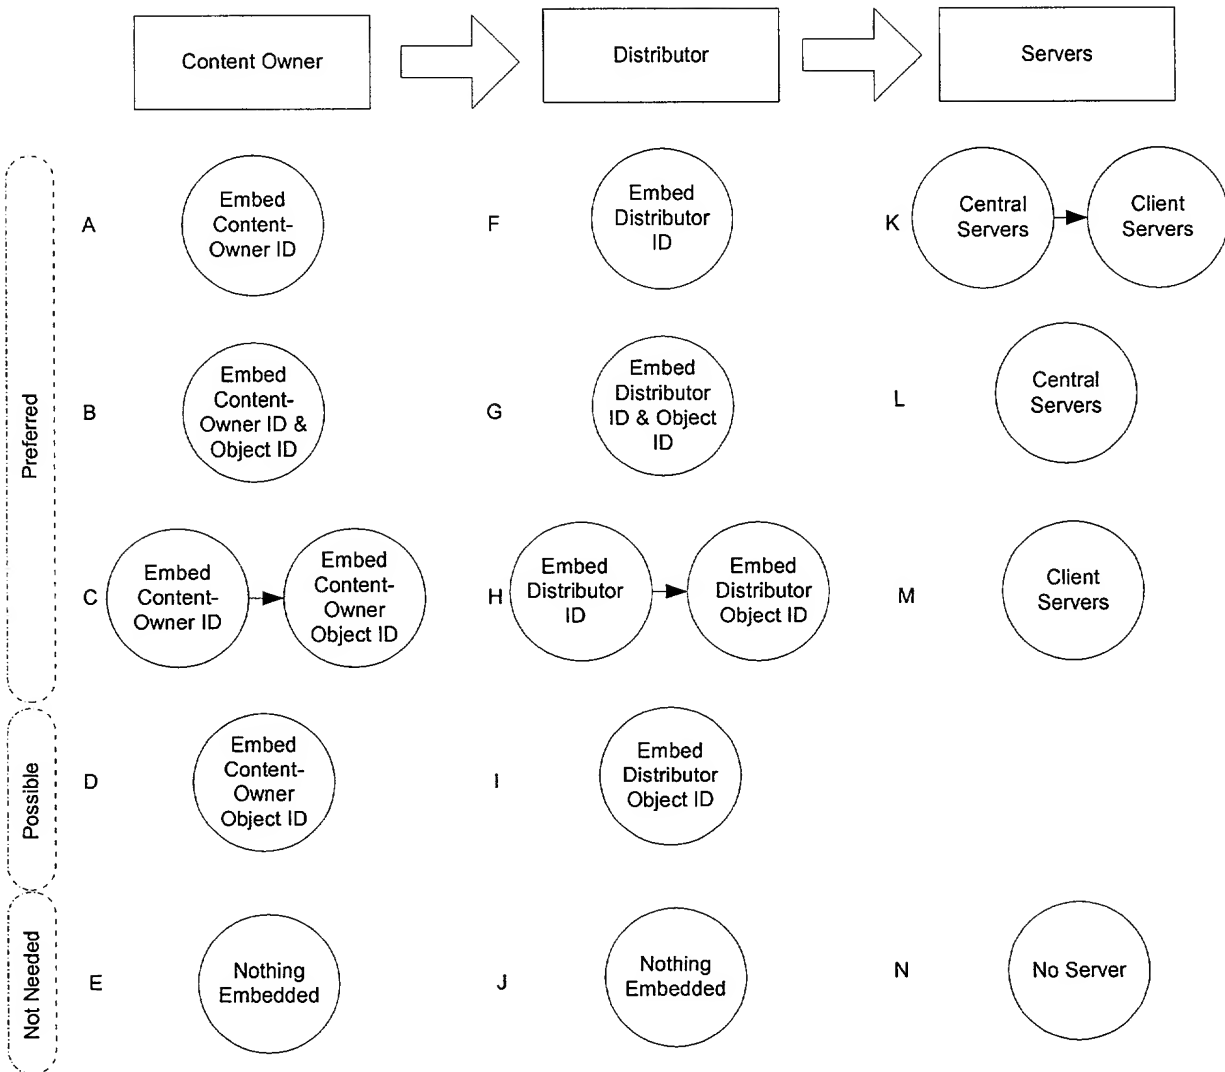 Content Owner
Distributor
Servers
Preferred
A
Embed
Content-
Owner ID
F
Embed
Distributor
ID
K
Central
Servers
Client
Servers
B
Embed
Content-
Owner ID &
Object ID
G
Embed
Distributor
ID & Object
ID
L
Central
Servers
C
Embed
Content-
Owner ID
Embed
Content-
Owner
Object ID
H
Embed
Distributor
ID
Embed
Distributor
Object ID
M
Client
Servers
Possible
D
Embed
Content-
Owner
Object ID
I
Embed
Distributor
Object ID
Not Needed
E
Nothing
Embedded
J
Nothing
Embedded
N
No Server